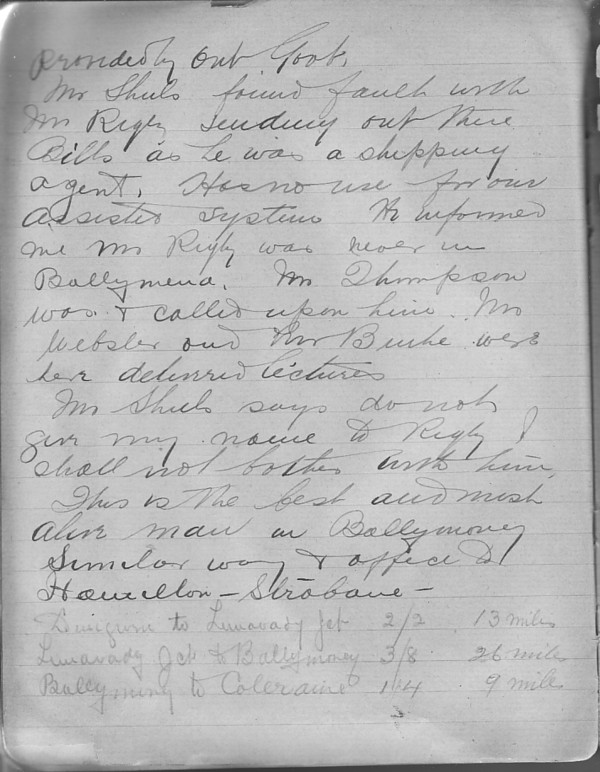 provided by out Govt.
Mr Shiels found fault with
Mr Rigby sending out there
Bills as he was a shipping
agent. Has no use for our
assisted system He informed
me Mr Rigby was never in
Ballymena. Mr Thompson
was & called upon him. Mr
Webster and Mr Burke were
here delivered lectures
Mr Shiels says do not
give my name to Rigby I
shall not bother with him.
This is the best and most
alive man in Ballymoney
Similar way & office to
Hamilton - Strabane -
to Limavady Jct 2/2 13 miles
Limavady Jct to Ballymoney 3/8 26 miles
Ballymoney to Coleraine 1/4 9 miles